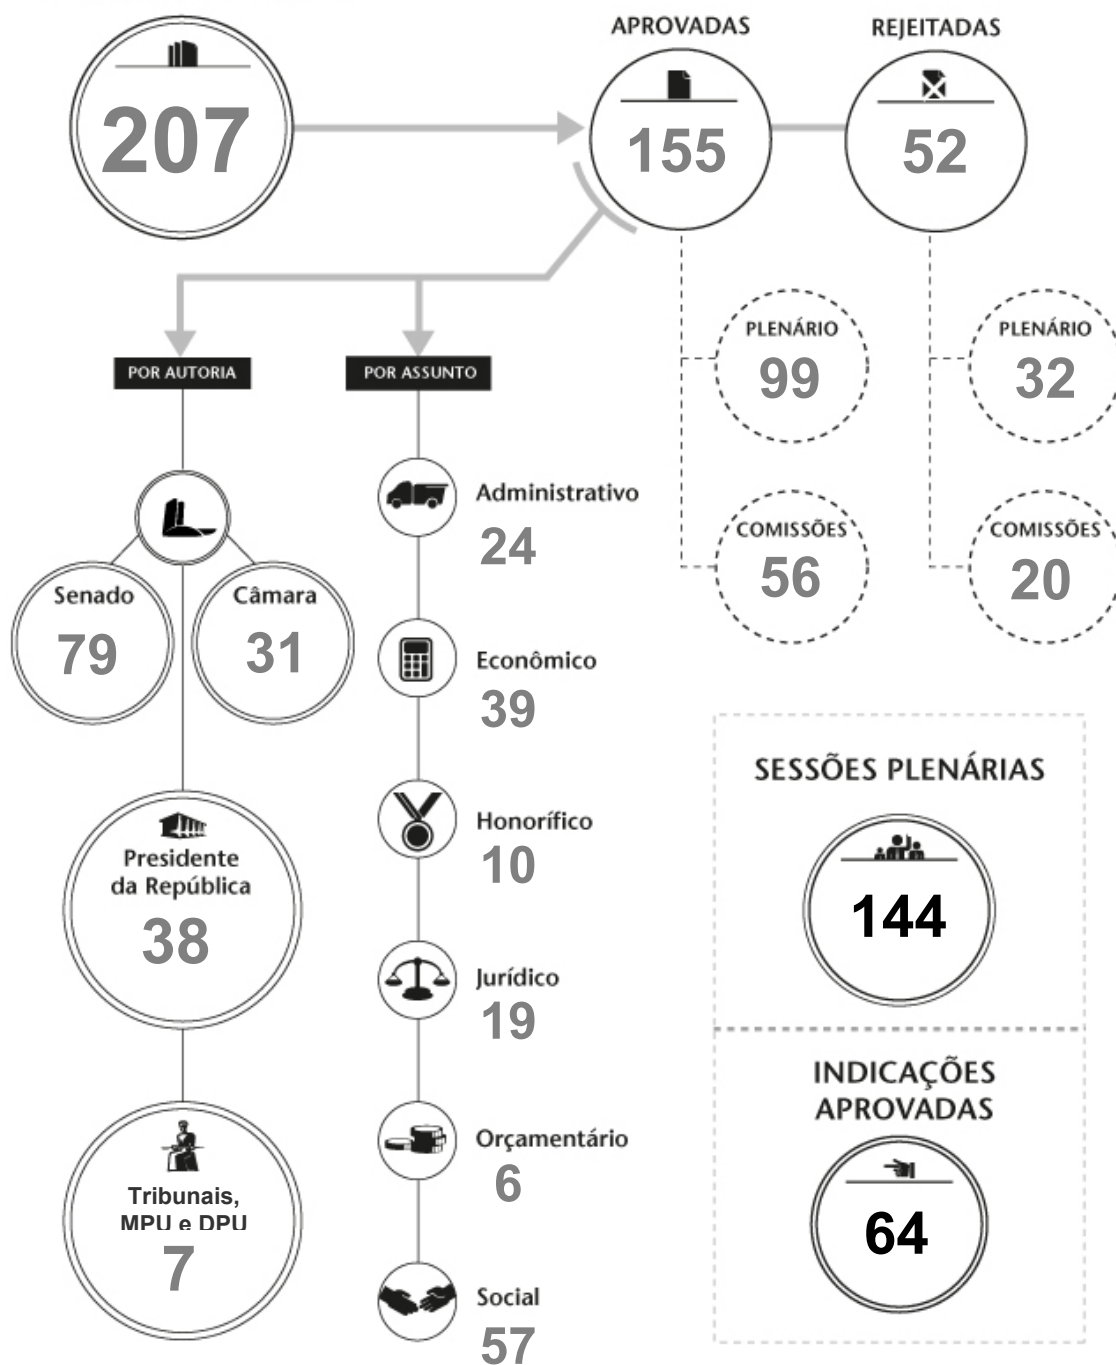 207
APROVADAS
155
REJEITADAS
52
PLENÁRIO
99
COMISSÕES
56
PLENÁRIO
32
COMISSÕES
20
POR AUTORIA
Senado
79
Câmara
31
Presidente
da República
38
Tribunais,
MPU e DPU
7
POR ASSUNTO
Administrativo
24
Econômico
39
Honorífico
10
Jurídico
19
Orçamentário
6
Social
57
SESSÕES PLENÁRIAS
144
INDICAÇÕES
APROVADAS
64